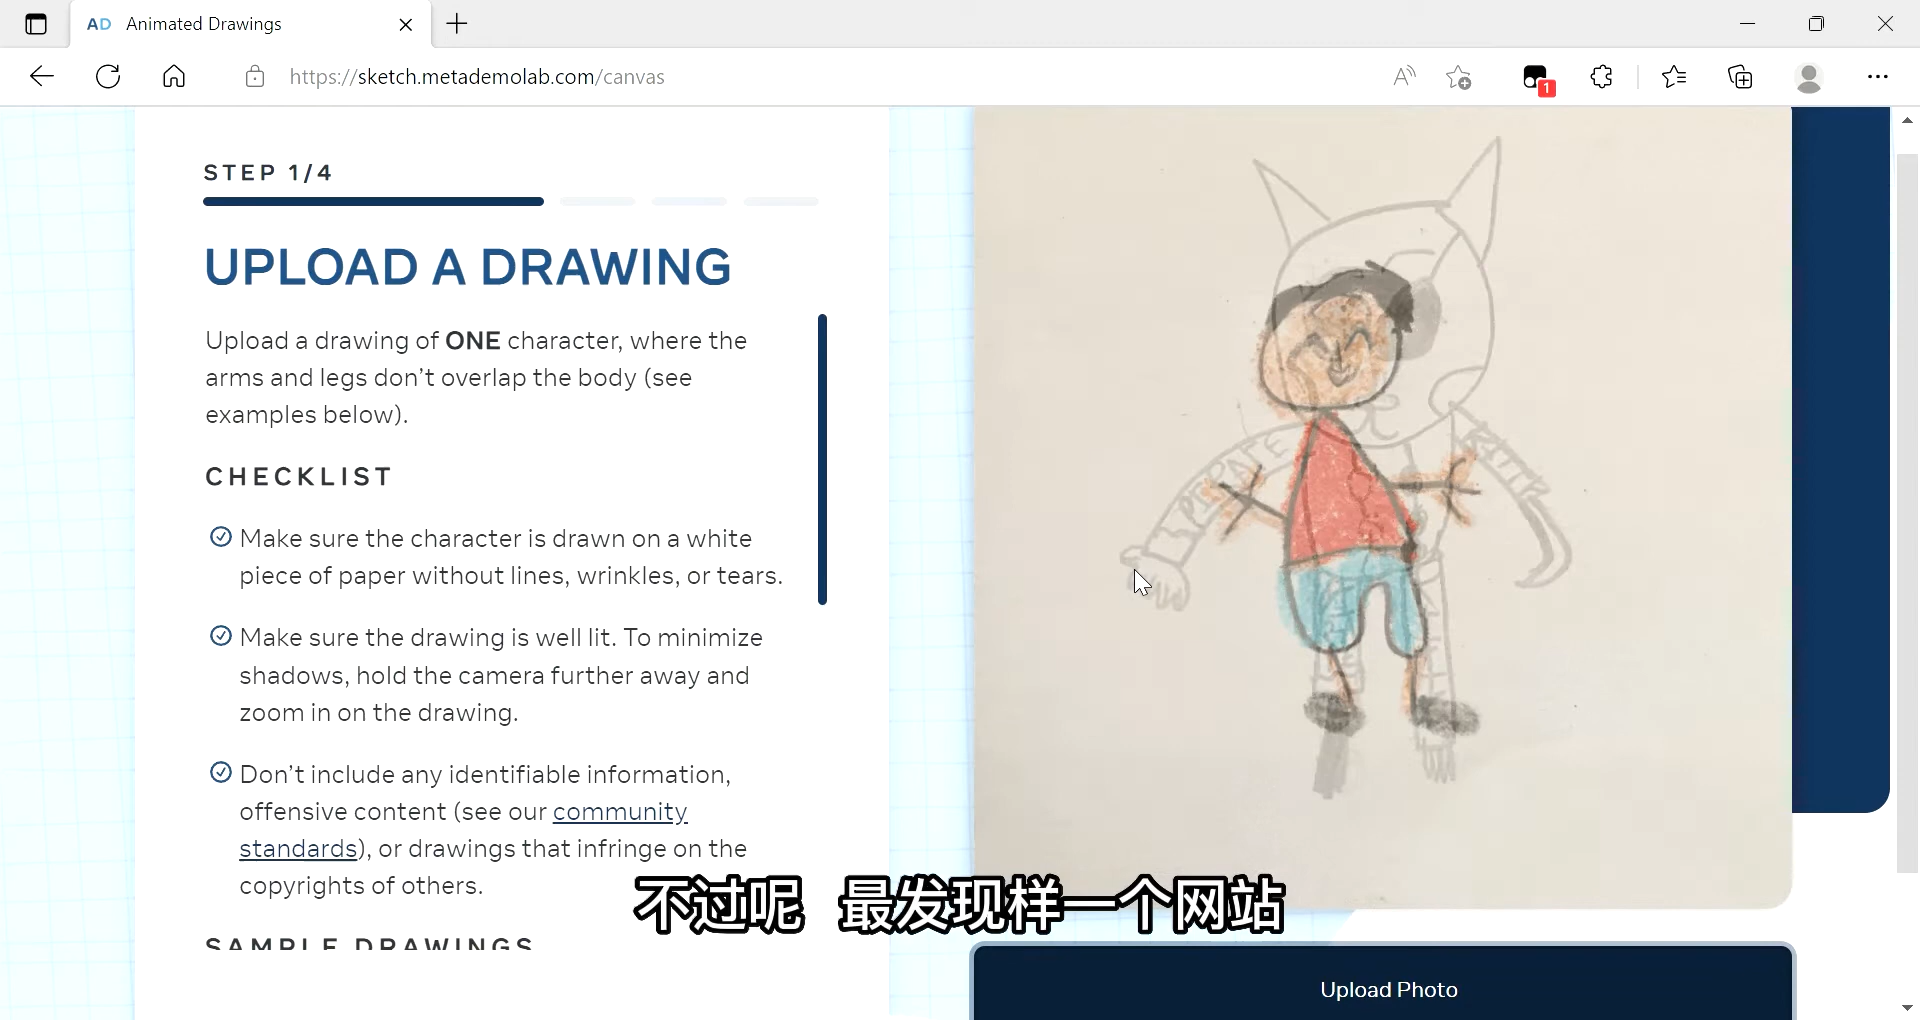 AD Animated Drawings
https://sketch.metademolab.com/canvas
1
STEP 1/4
UPLOAD A DRAWING
Upload a drawing of ONE character, where the
arms and legs don't overlap the body (see
examples below).
CHECKLIST
Make sure the character is drawn on a white
piece of paper without lines, wrinkles, or tears.
Make sure the drawing is well lit. To minimize
shadows, hold the camera further away and
zoom in on the drawing.
Don't include any identifiable information,
offensive content (see our community
standards), or drawings that infringe on the
copyrights of others.
SAMPLE DRAWINGS
PIRATE
不过呢 最发现样一个网站
Upload Photo